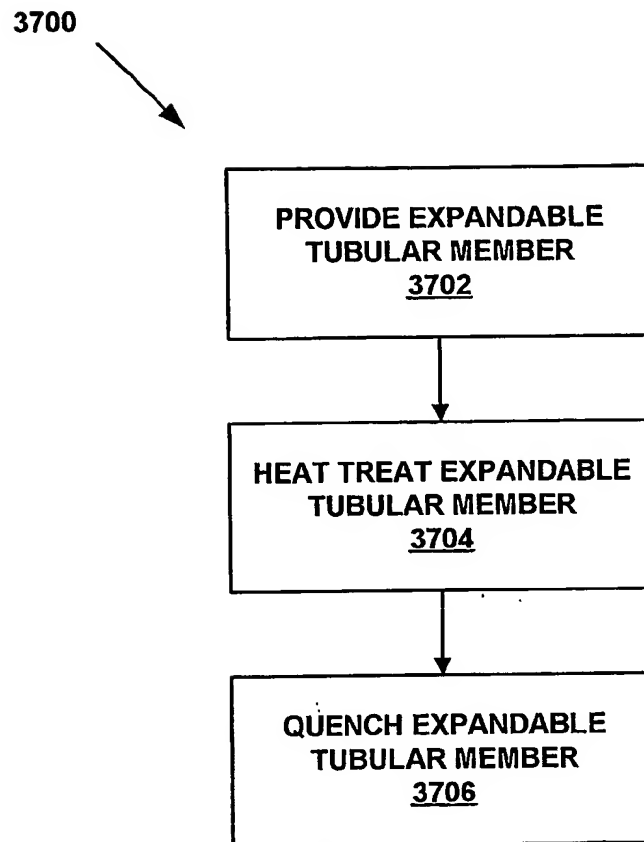 3700
PROVIDE EXPANDABLE
TUBULAR MEMBER
3702
HEAT TREAT EXPANDABLE
TUBULAR MEMBER
3704
QUENCH EXPANDABLE
TUBULAR MEMBER
3706